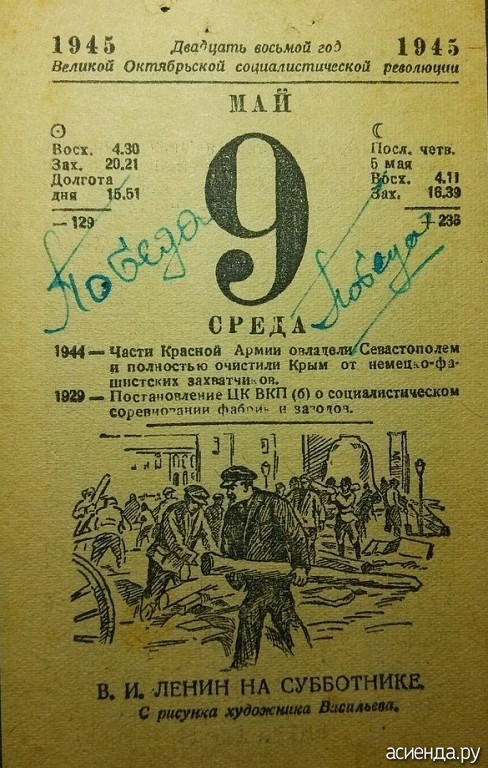 1945 Двадцать восьмой год 1945
Великой Октябрьской социалистической революции
МАЙ
Восх. 4.30
Зах. 20.21
Долгота
дня 15.51
—129
9
Посл. четв.
5 мая
Восх. 4.11
Зах. 16.39
+236
Победа
Победа
СРЕДА
1944—Части Красной Армии овладели Севастополем
и полностью очистили Крым от немецко-фа-
шистских захватчиков.
1929—Постановление ЦК ВКП (б) о социалистическом
соревновании фабрик и заводов.
В. И. ЛЕНИН НА СУББОТНИКЕ.
С рисунка художника Васильева.
асиенда.ру